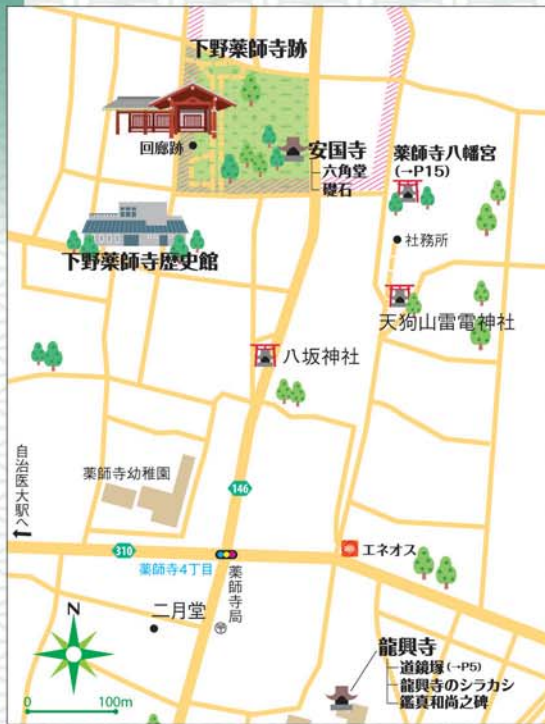 下野薬師寺跡
回廊跡
安国寺
六角堂
礎石
薬師寺八幡宮
(→P15)
社務所
下野薬師寺歴史館
天狗山雷電神社
八坂神社
薬師寺幼稚園
146
自治医大駅へ
310
薬師寺4丁目
エネオス
薬師寺局
二月堂
N
0 100m
龍興寺
道鏡塚(→P5)
龍興寺のシラカシ
鑑真和尚之碑